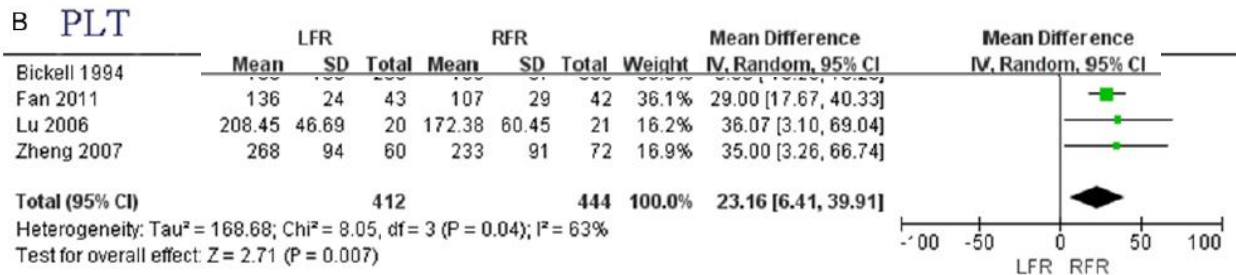 B PLT
LFR RFR Mean Difference Mean Difference
Mean SD Total Mean SD Total Weight IV, Random, 95% CI IV, Random, 95% CI
Bickell 1994
Fan 2011 136 24 43 107 29 42 36.1% 29.00 [17.67, 40.33]
Lu 2006 208.45 46.69 20 172.38 60.45 21 16.2% 36.07 [3.10, 69.04]
Zheng 2007 268 94 60 233 91 72 16.9% 35.00 [3.26, 66.74]
Total (95% CI) 412 444 100.0% 23.16 [6.41, 39.91]
Heterogeneity: Tau² = 168.68; Chi² = 8.05, df = 3 (P = 0.04); I² = 63%
Test for overall effect: Z = 2.71 (P = 0.007)
-100 -50 0 50 100
LFR RFR